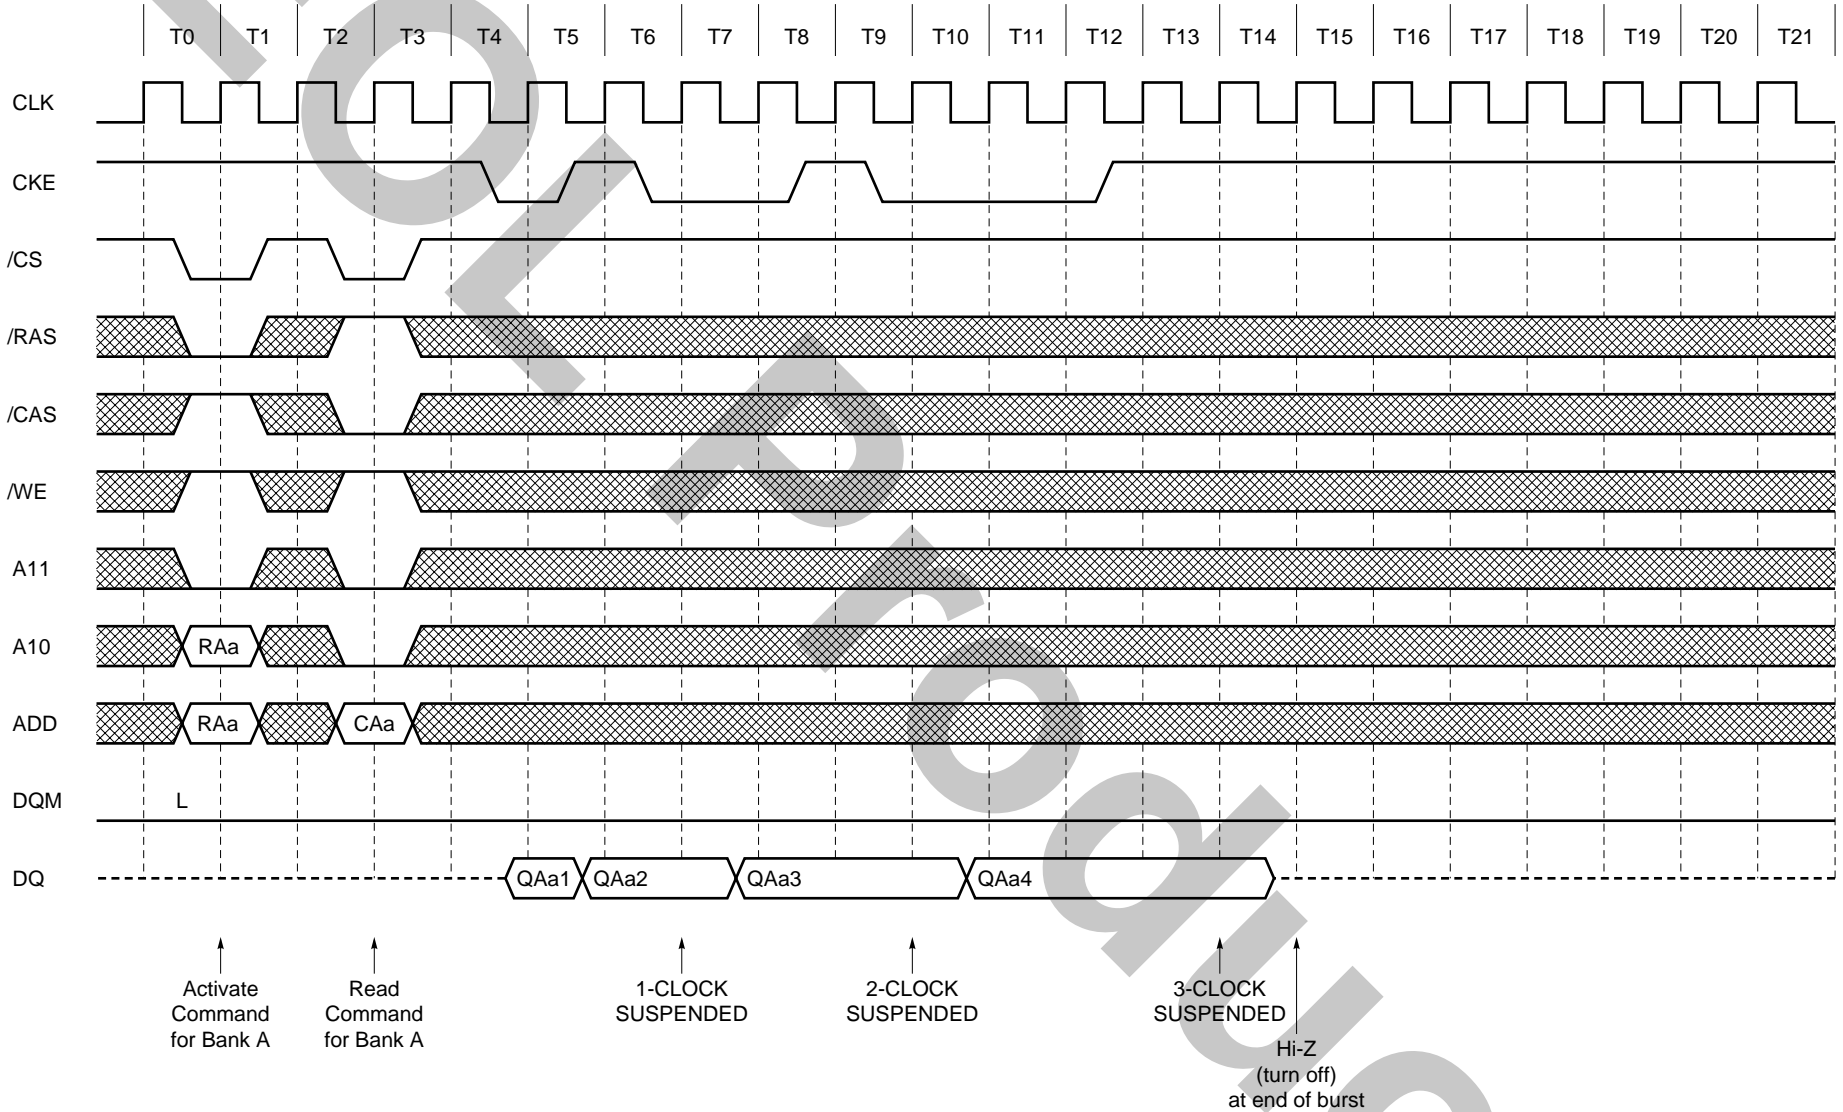 T0 T1 T2 T3 T4 T5 T6 T7 T8 T9 T10 T11 T12 T13 T14 T15 T16 T17 T18 T19 T20 T21
CLK
CKE
/CS
/RAS
/CAS
/WE
A11
A10 RAa
ADD RAa CAa
DQM L
DQ QAa1 QAa2 QAa3 QAa4
Activate
Command
for Bank A
Read
Command
for Bank A
1-CLOCK
SUSPENDED
2-CLOCK
SUSPENDED
3-CLOCK
SUSPENDED
Hi-Z
(turn off)
at end of burst